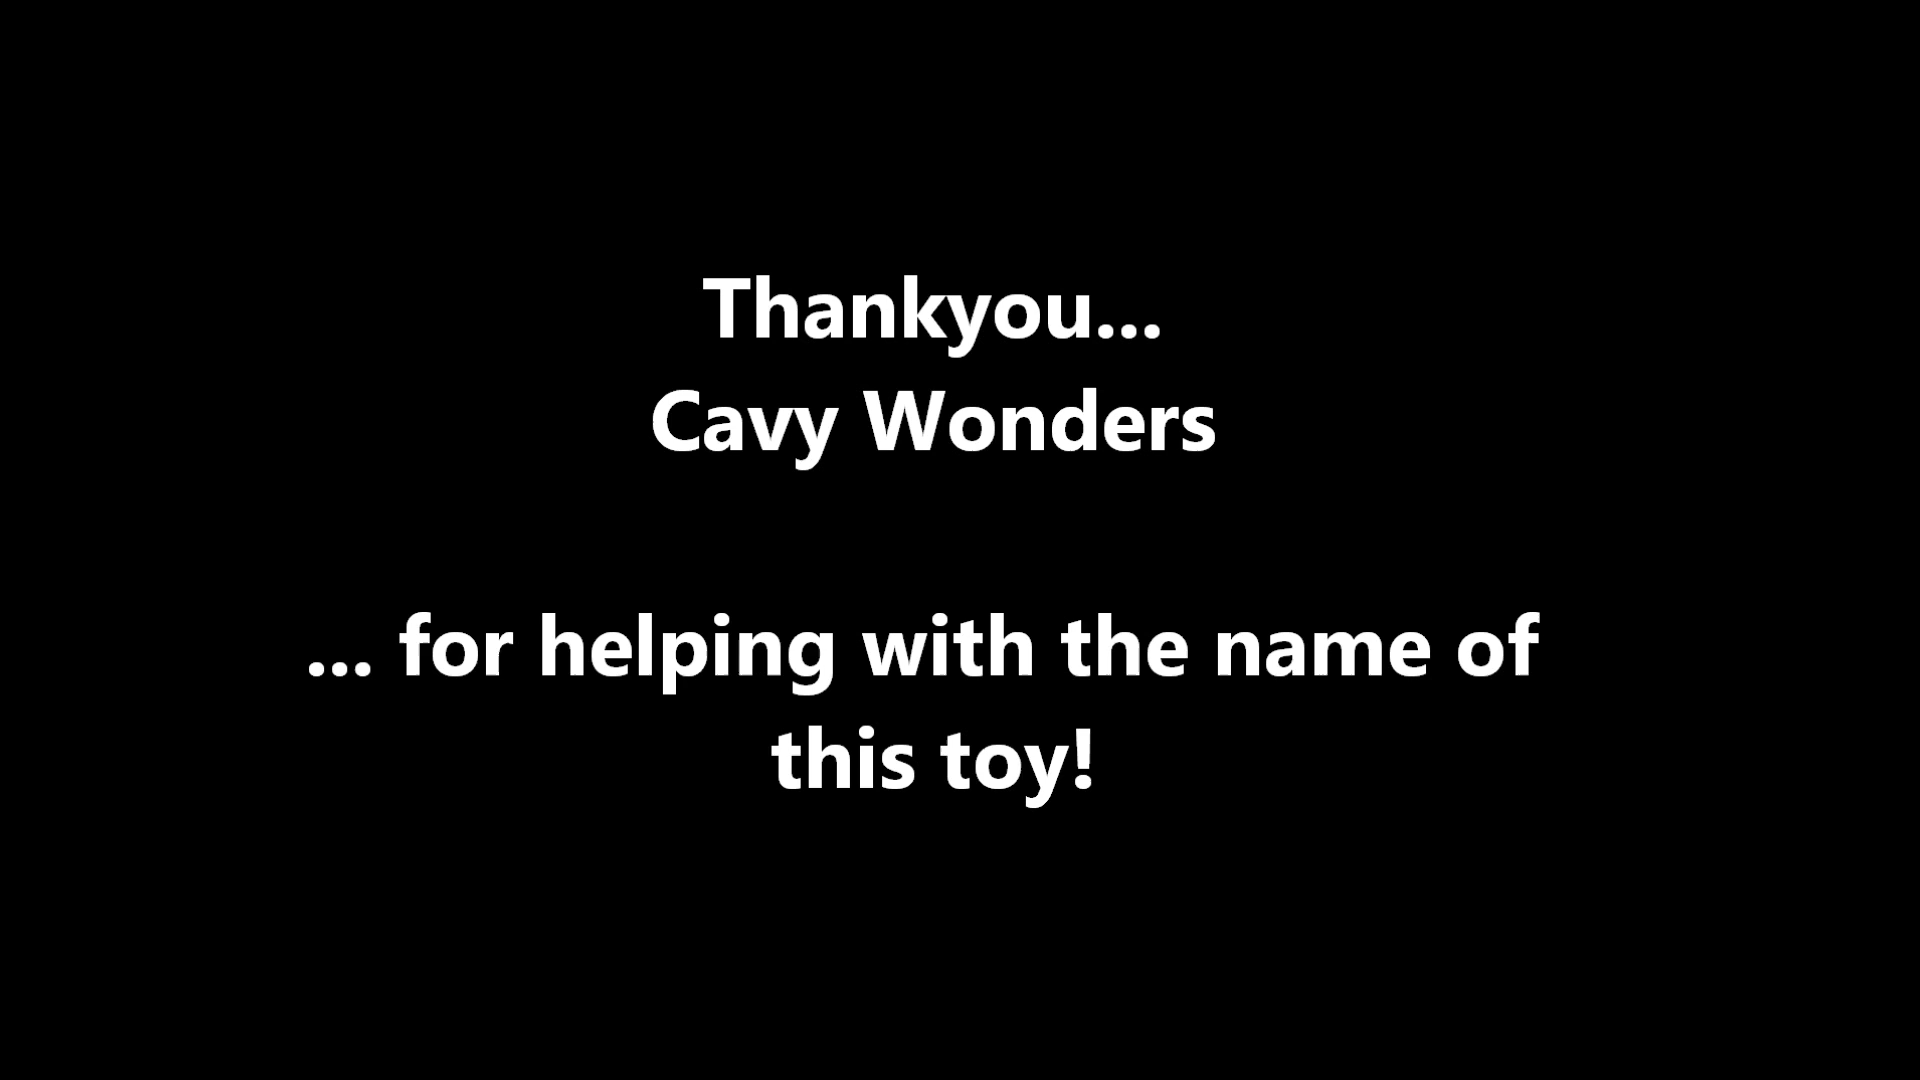 Thankyou...
Cavy Wonders
... for helping with the name of
this toy!